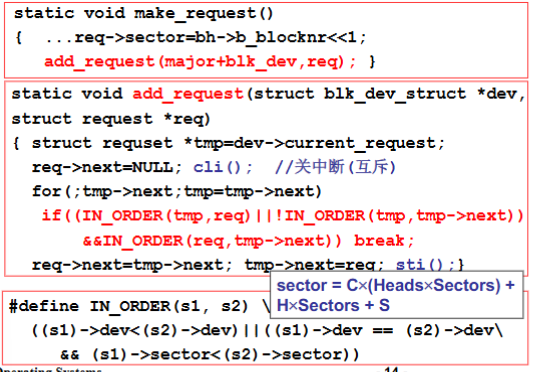 static void make_request()
{ ...req->sector=bh->b_blocknr<<1;
add_request(major+blk_dev,req); }
static void add_request(struct blk_dev_struct *dev,
struct request *req)
{ struct requset *tmp=dev->current_request;
req->next=NULL; cli(); //关中断(互斥)
for(;tmp->next;tmp=tmp->next)
if((IN_ORDER(tmp,req)||!IN_ORDER(tmp,tmp->next))
&&IN_ORDER(req,tmp->next)) break;
req->next=tmp->next; tmp->next=req; sti();}
sector = C×(Heads×Sectors) +
H×Sectors + S
#define IN_ORDER(s1, s2) \
((s1)->dev<(s2)->dev)||((s1)->dev == (s2)->dev\
&& (s1)->sector<(s2)->sector))
Operating Systems
14